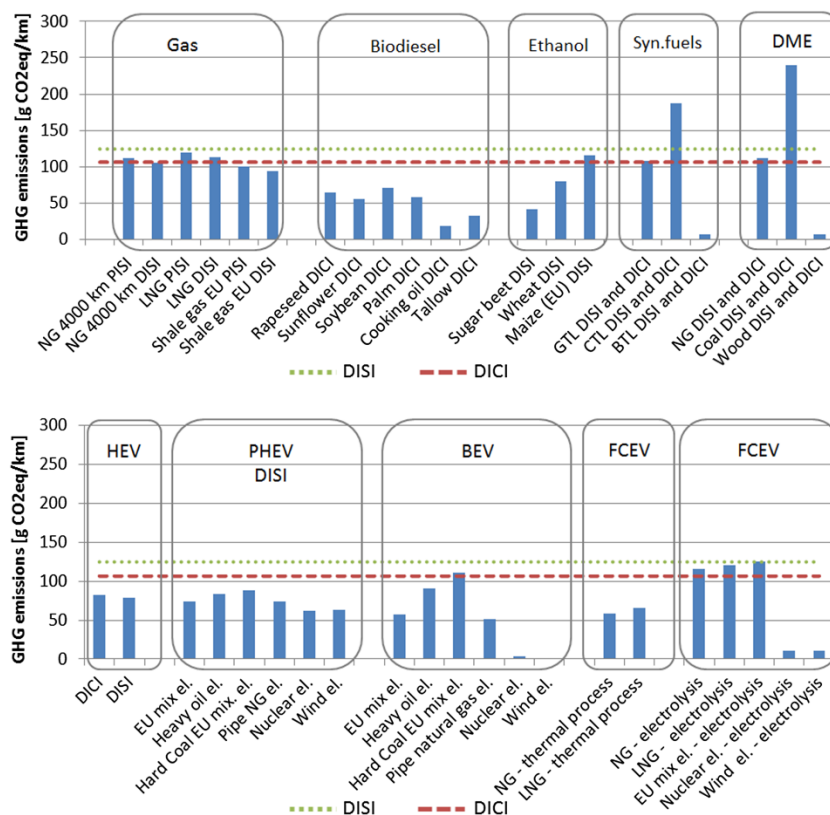 GHG emissions [g CO2eq/km]
300
250
200
150
100
50
0
Gas
Biodiesel
Ethanol
Syn.fuels
DME
NG 4000 km PISI
NG 4000 km DISI
LNG PISI
LNG DISI
Shale gas EU PISI
Shale gas EU DISI
Rapeseed DICI
Sunflower DICI
Soybean DICI
Palm DICI
Cooking oil DICI
Tallow DICI
Sugar beet DISI
Wheat DISI
Maize (EU) DISI
GTL DISI and DICI
CTL DISI and DICI
BTL DISI and DICI
NG DISI and DICI
Coal DISI and DICI
Wood DISI and DICI
DISI
DICI
GHG emissions [g CO2eq/km]
300
250
200
150
100
50
0
HEV
PHEV
DISI
BEV
FCEV
FCEV
DICI
DISI
EU mix el.
Heavy oil el.
Hard Coal EU mix. el.
Pipe NG el.
Nuclear el.
Wind el.
EU mix el.
Heavy oil el.
Hard Coal EU mix el.
Pipe natural gas el.
Nuclear el.
Wind el.
NG - thermal process
LNG - thermal process
NG - electrolysis
LNG - electrolysis
EU mix el. - electrolysis
Nuclear el. - electrolysis
Wind el. - electrolysis
DISI
DICI